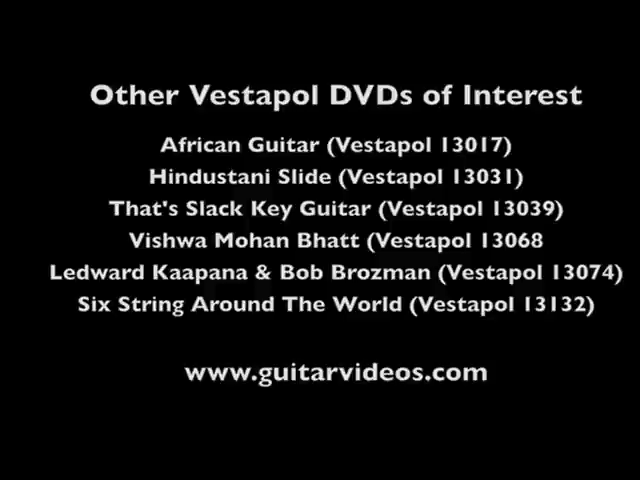 Other Vestapol DVDs of Interest
African Guitar (Vestapol 13017)
Hindustani Slide (Vestapol 13031)
That's Slack Key Guitar (Vestapol 13039)
Vishwa Mohan Bhatt (Vestapol 13068
Ledward Kaapana & Bob Brozman (Vestapol 13074)
Six String Around The World (Vestapol 13132)
www.guitarvideos.com